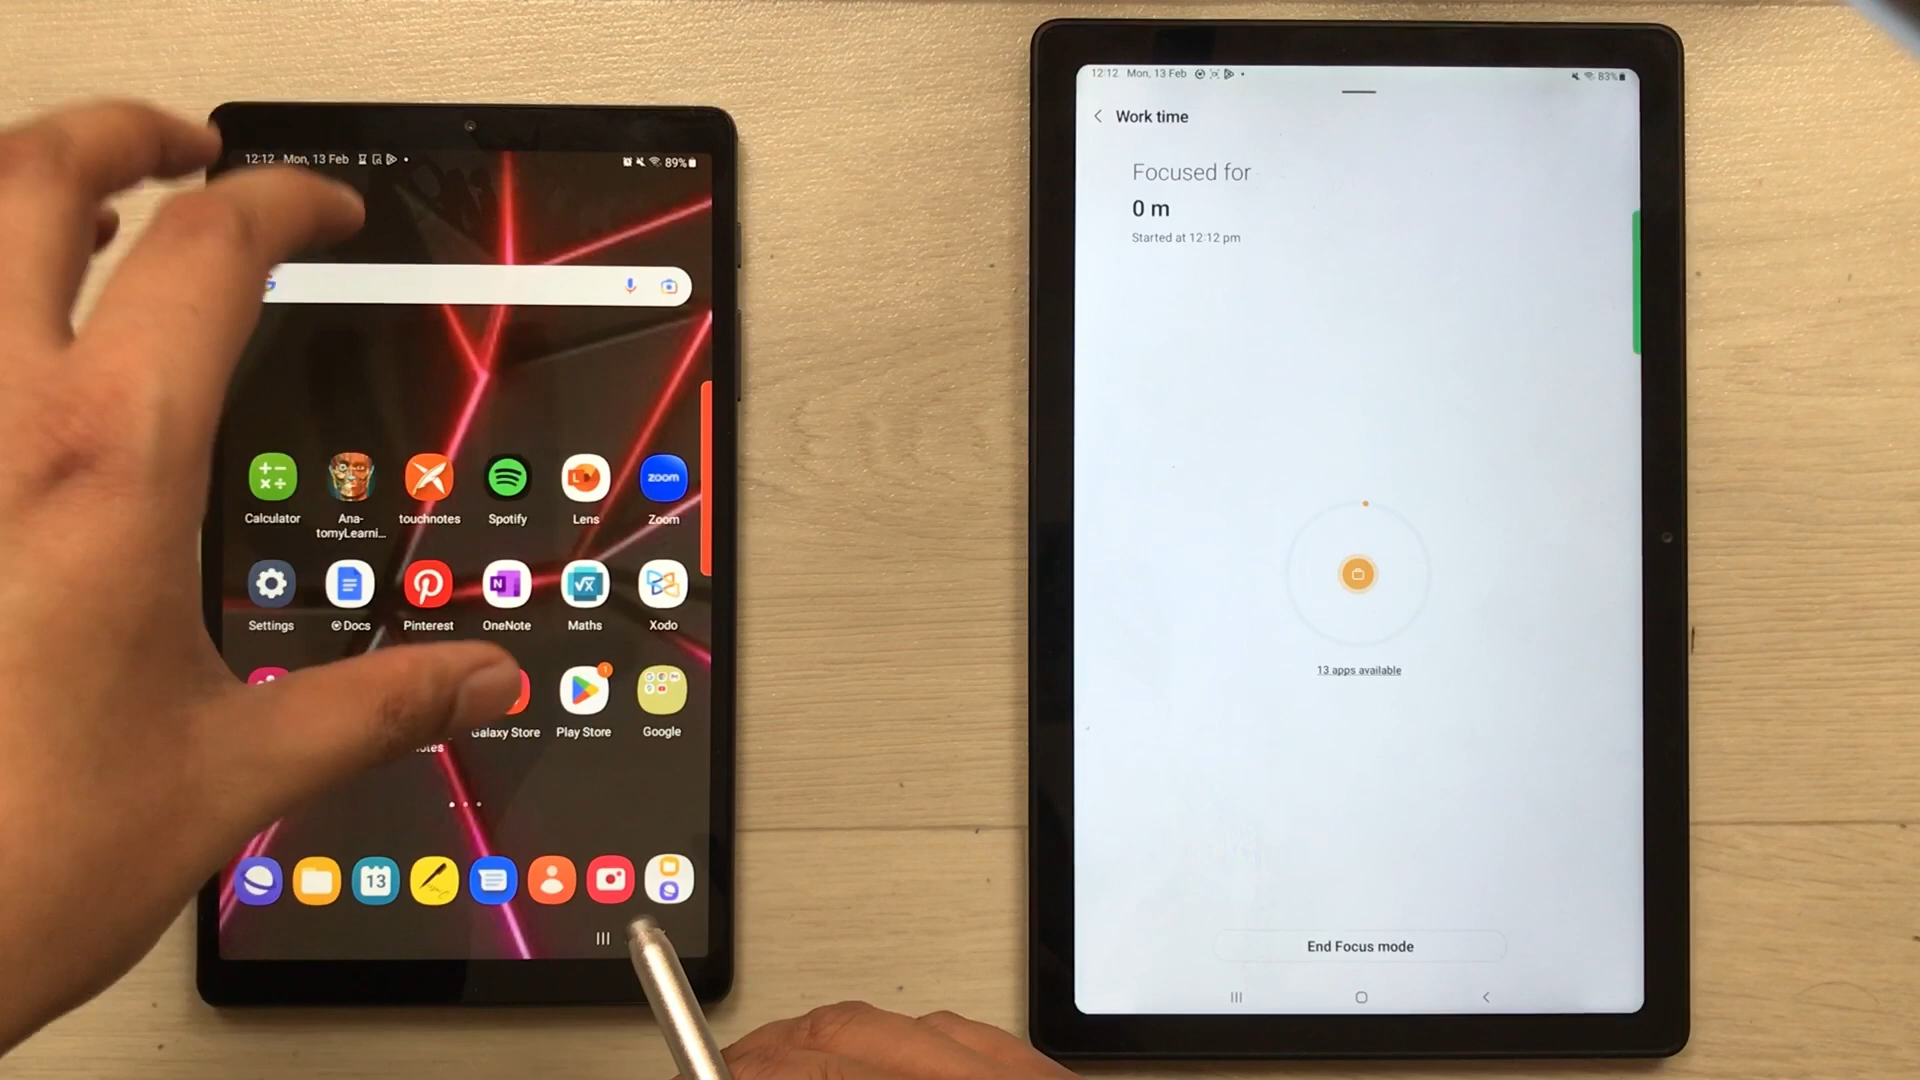 12:12 Mon, 13 Feb
89%
Calculator
Ana-
tomyLearni...
touchnotes
Spotify
Lens
zoom
Zoom
Settings
Docs
Pinterest
N
OneNote
√x
Maths
Xodo
1
Galaxy Store
Play Store
Google
13
12:12 Mon, 13 Feb
83%
Work time
Focused for
0 m
Started at 12:12 pm
13 apps available
End Focus mode